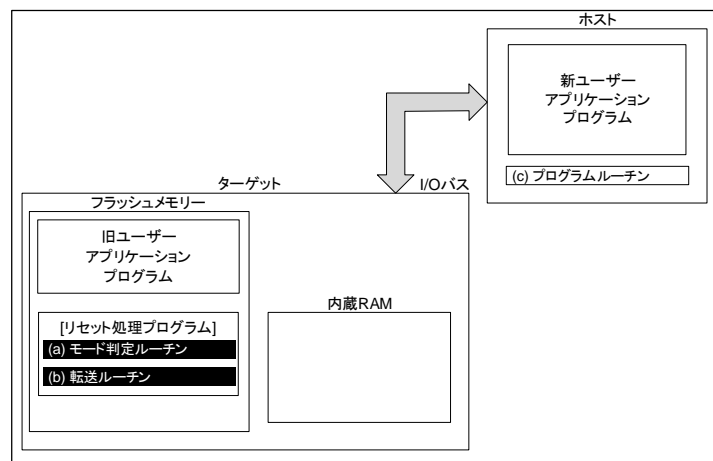 ホスト
新ユーザー
アプリケーション
プログラム
(c) プログラムルーチン
ターゲット
I/Oバス
フラッシュメモリー
旧ユーザー
アプリケーション
プログラム
[リセット処理プログラム]
(a) モード判定ルーチン
(b) 転送ルーチン
内蔵RAM